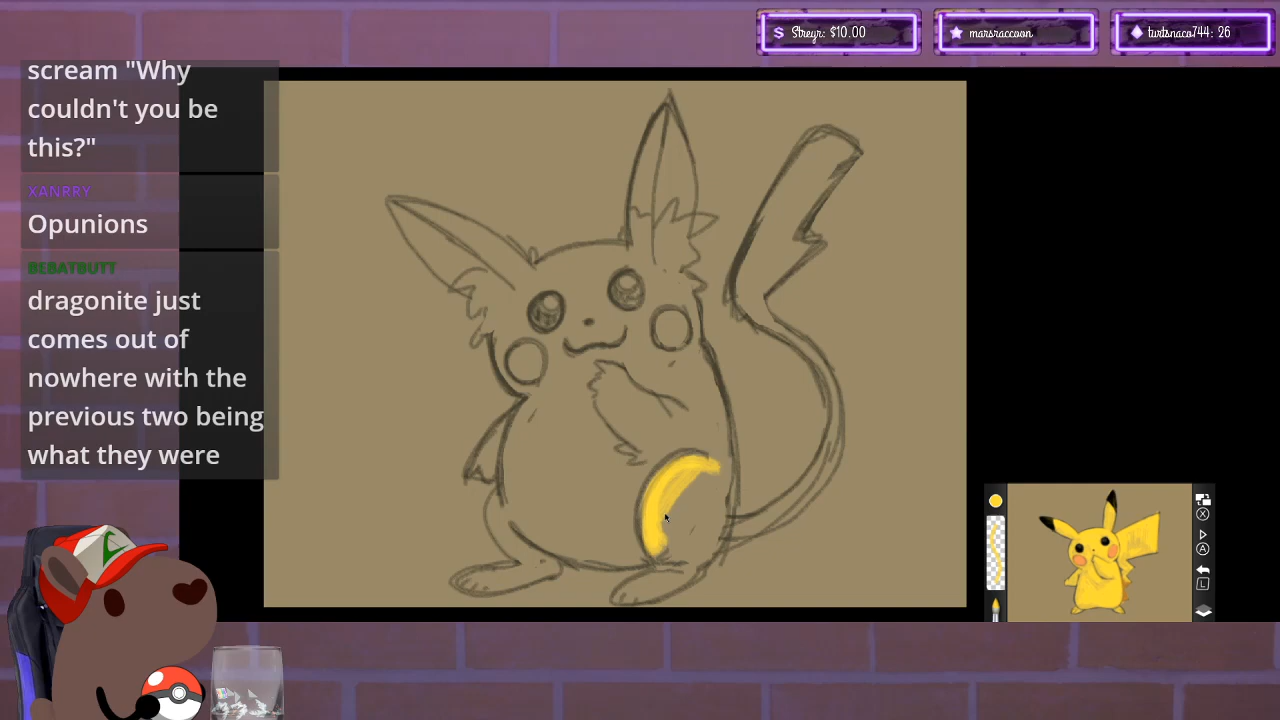 Streyr: $10.00
marsraccoon
twtsnaco744: 26
scream "Why
couldn't you be
this?"
XANRRY
Opunions
BEBATBUTT
dragonite just
comes out of
nowhere with the
previous two being
what they were
X
A
L